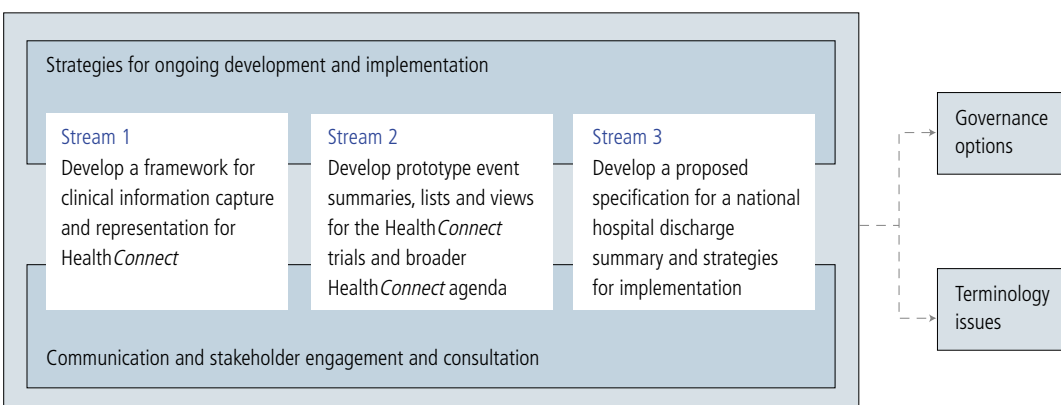 Strategies for ongoing development and implementation
Stream 1
Develop a framework for
clinical information capture
and representation for
HealthConnect
Stream 2
Develop prototype event
summaries, lists and views
for the HealthConnect
trials and broader
HealthConnect agenda
Stream 3
Develop a proposed
specification for a national
hospital discharge
summary and strategies
for implementation
Communication and stakeholder engagement and consultation
Governance
options
Terminology
issues